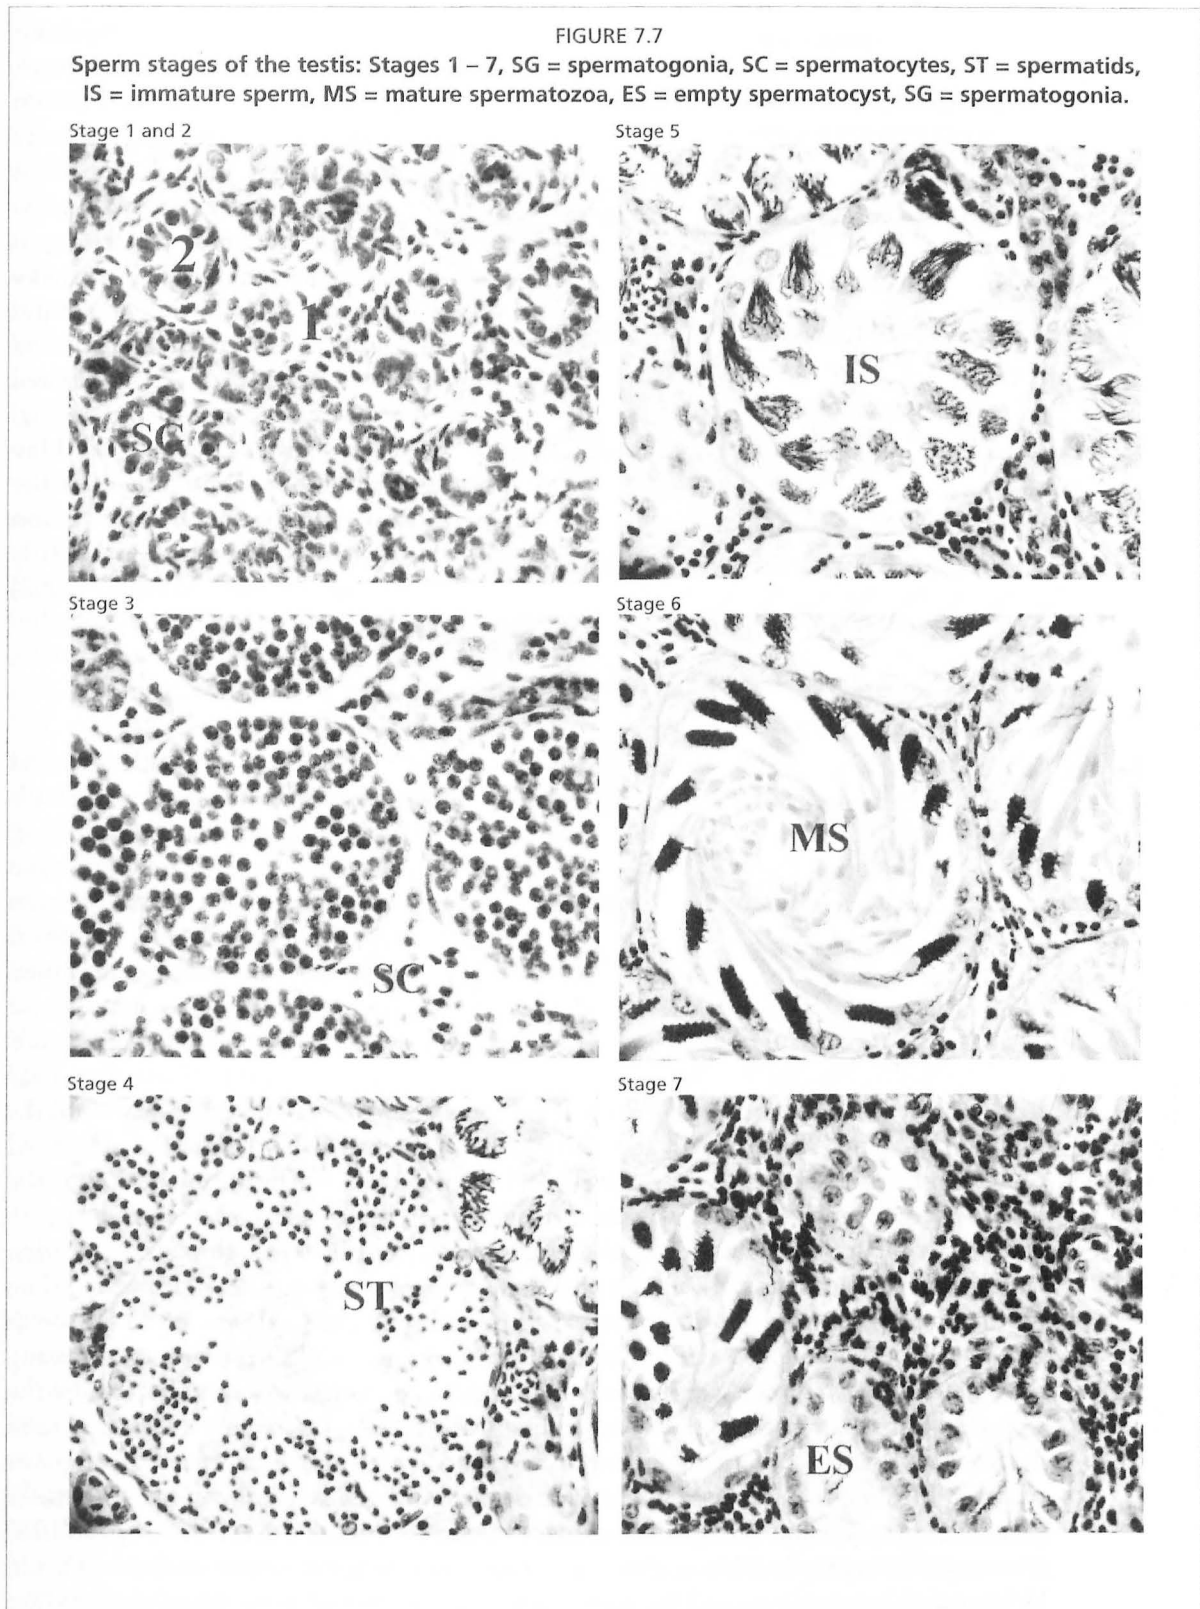 FIGURE 7.7
Sperm stages of the testis: Stages 1 – 7, SG = spermatogonia, SC = spermatocytes, ST = spermatids,
IS = immature sperm, MS = mature spermatozoa, ES = empty spermatocyst, SG = spermatogonia.
Stage 1 and 2
2
1
SG
Stage 3
SC
Stage 4
ST
Stage 5
IS
Stage 6
MS
Stage 7
ES